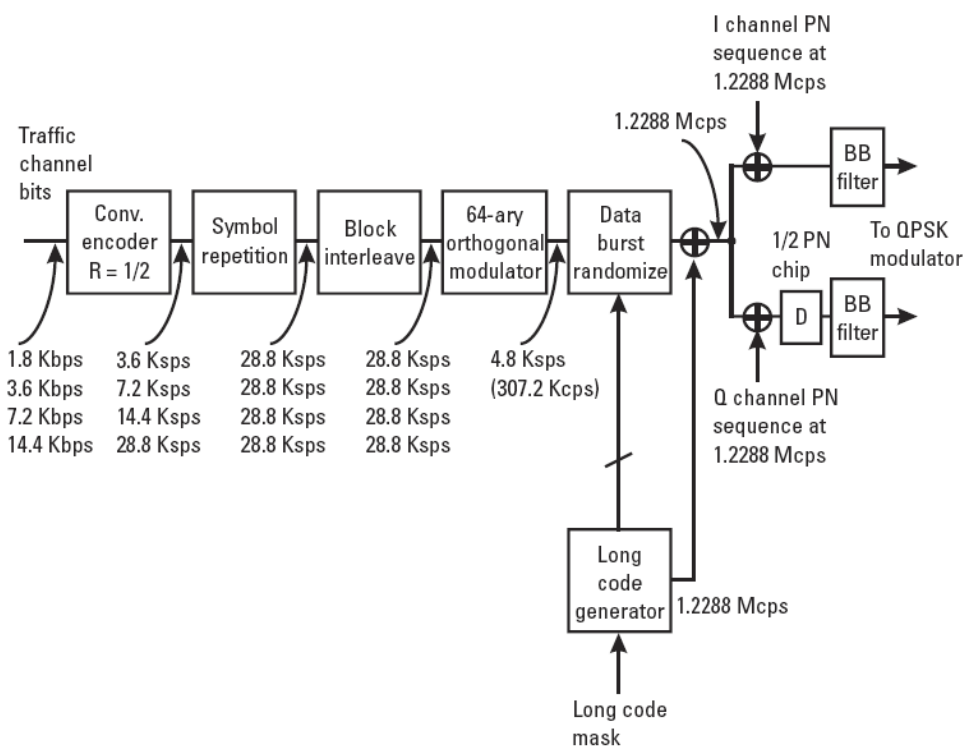 I channel PN
sequence at
1.2288 Mcps
1.2288 Mcps
Traffic
channel
bits
Conv.
encoder
R = 1/2
Symbol
repetition
Block
interleave
64-ary
orthogonal
modulator
Data
burst
randomize
BB
filter
1/2 PN
chip
D
BB
filter
To QPSK
modulator
1.8 Kbps
3.6 Kbps
7.2 Kbps
14.4 Kbps
3.6 Ksps
7.2 Ksps
14.4 Ksps
28.8 Ksps
28.8 Ksps
28.8 Ksps
28.8 Ksps
28.8 Ksps
28.8 Ksps
28.8 Ksps
28.8 Ksps
28.8 Ksps
4.8 Ksps
(307.2 Kcps)
Q channel PN
sequence at
1.2288 Mcps
Long
code
generator
1.2288 Mcps
Long code
mask